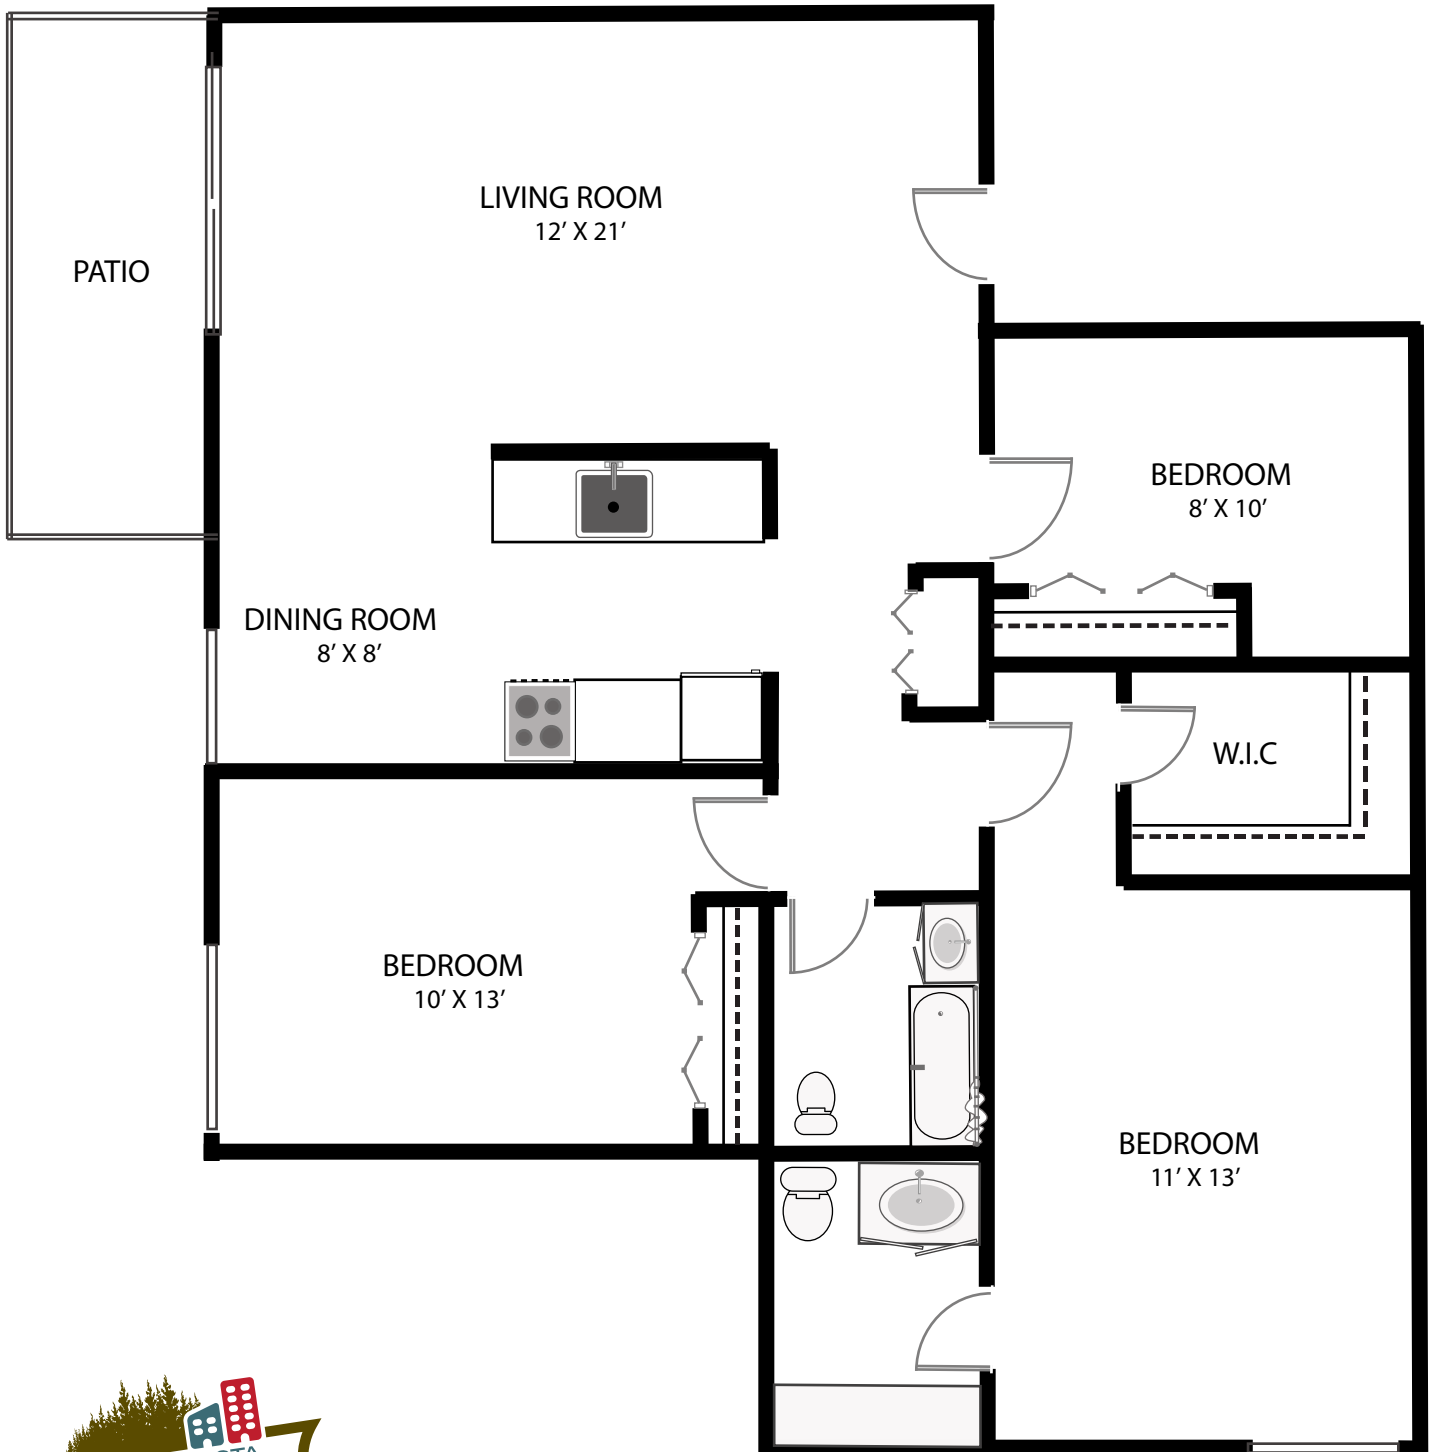 LIVING ROOM
12’ X 21’
PATIO
BEDROOM
8’ X 10’
DINING ROOM
8’ X 8’
W.I.C
BEDROOM
10’ X 13’
BEDROOM
11’ X 13’